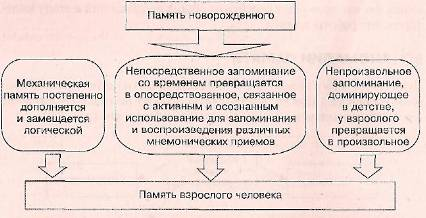 Память новорожденного
Механическая
память постепенно
дополняется
и замещается
логической
Непосредственное запоминание
со временем превращается
в опосредствованное, связанное
с активным и осознанным
использование для запоминания
и воспроизведения различных
мнемонических приемов
Непроизвольное
запоминание,
доминирующее
в детстве,
у взрослого
превращается
в произвольное
Память взрослого человека